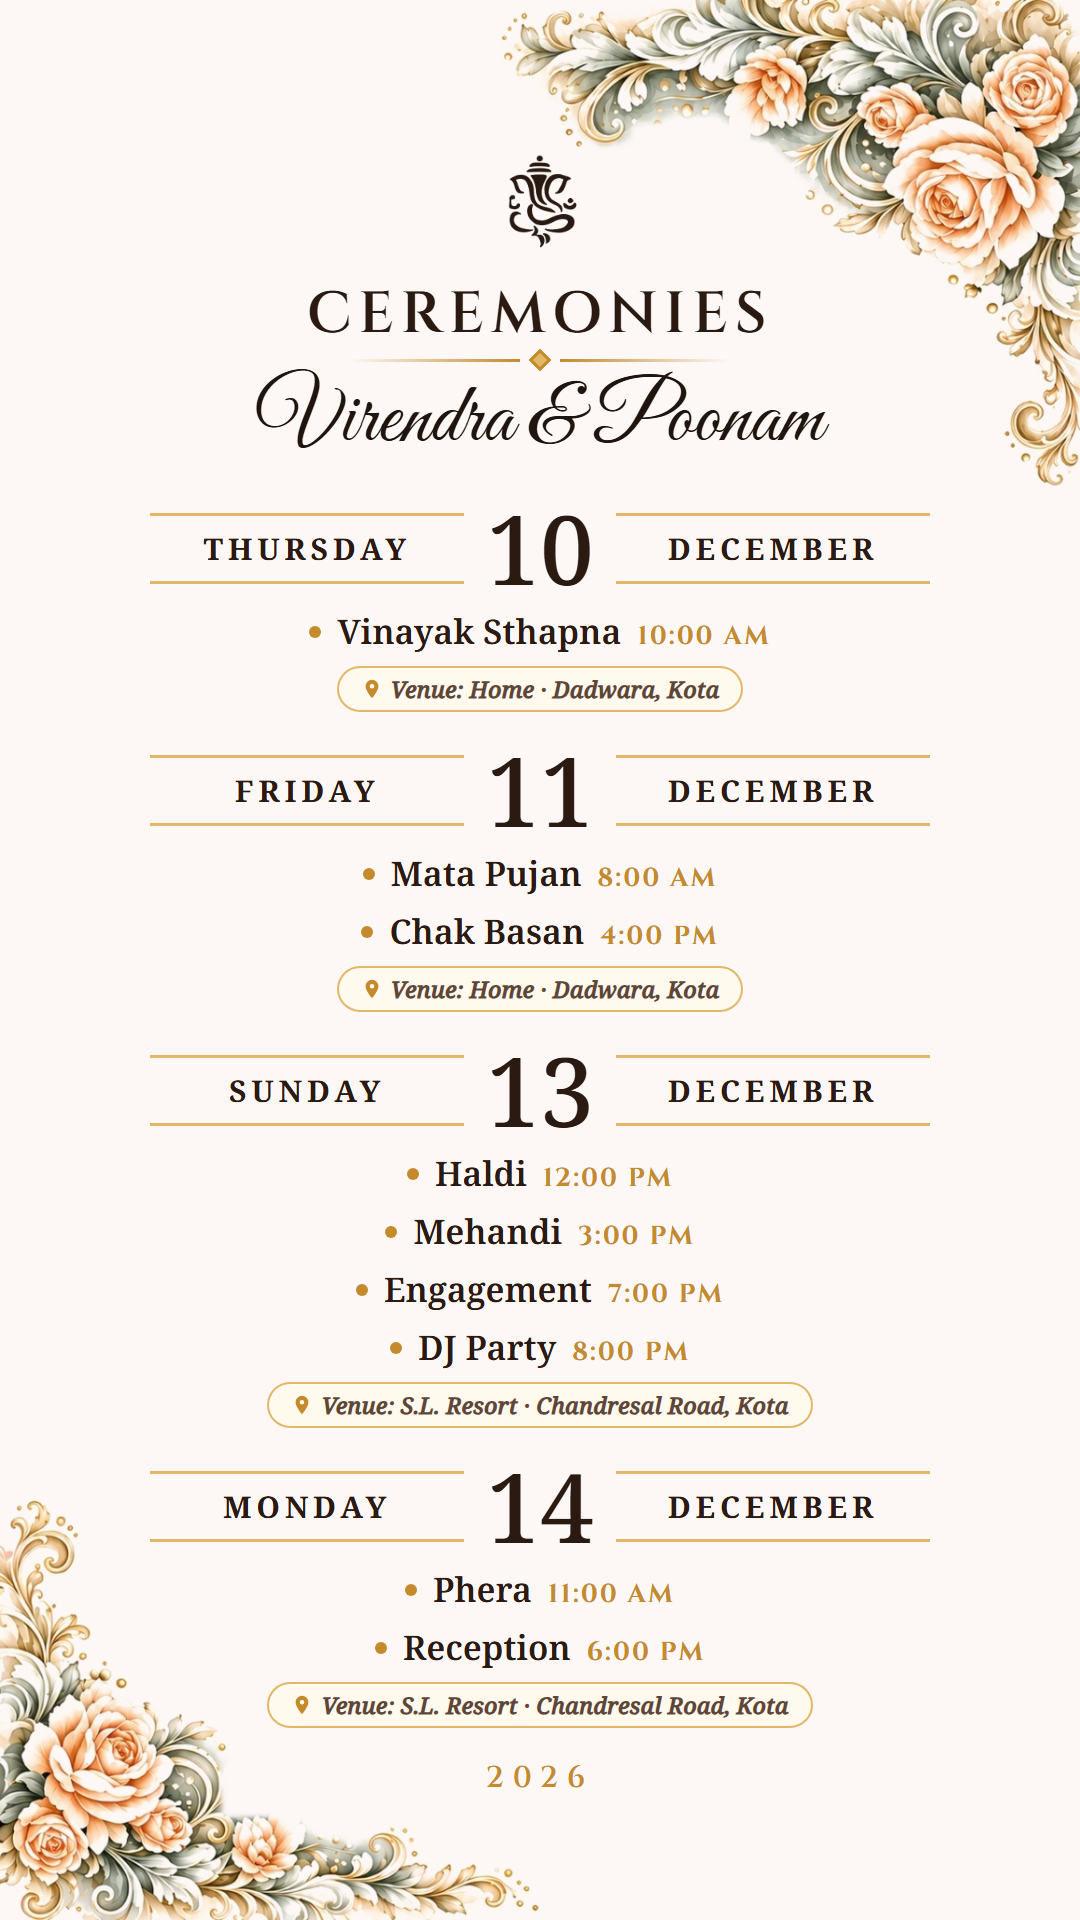 CEREMONIES
Virendra & Poonam
THURSDAY 10 DECEMBER
• Vinayak Sthapna 10:00 AM
Venue: Home · Dadwara, Kota
FRIDAY 11 DECEMBER
• Mata Pujan 8:00 AM
• Chak Basan 4:00 PM
Venue: Home · Dadwara, Kota
SUNDAY 13 DECEMBER
• Haldi 12:00 PM
• Mehandi 3:00 PM
• Engagement 7:00 PM
• DJ Party 8:00 PM
Venue: S.L. Resort · Chandresal Road, Kota
MONDAY 14 DECEMBER
• Phera 11:00 AM
• Reception 6:00 PM
Venue: S.L. Resort · Chandresal Road, Kota
2026